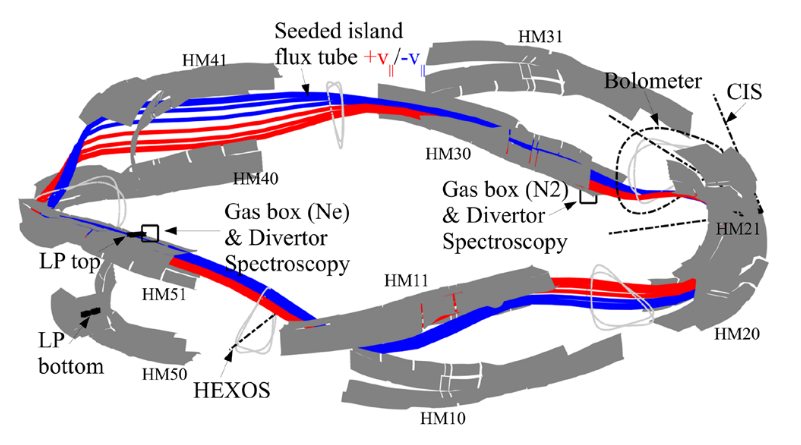 Seeded island
flux tube +v||/-v||
HM41
HM31
Bolometer
CIS
HM30
HM40
Gas box (N2)
& Divertor
Spectroscopy
Gas box (Ne)
& Divertor
Spectroscopy
HM21
LP top
HM51
HM11
HM20
LP
bottom
HM50
HEXOS
HM10